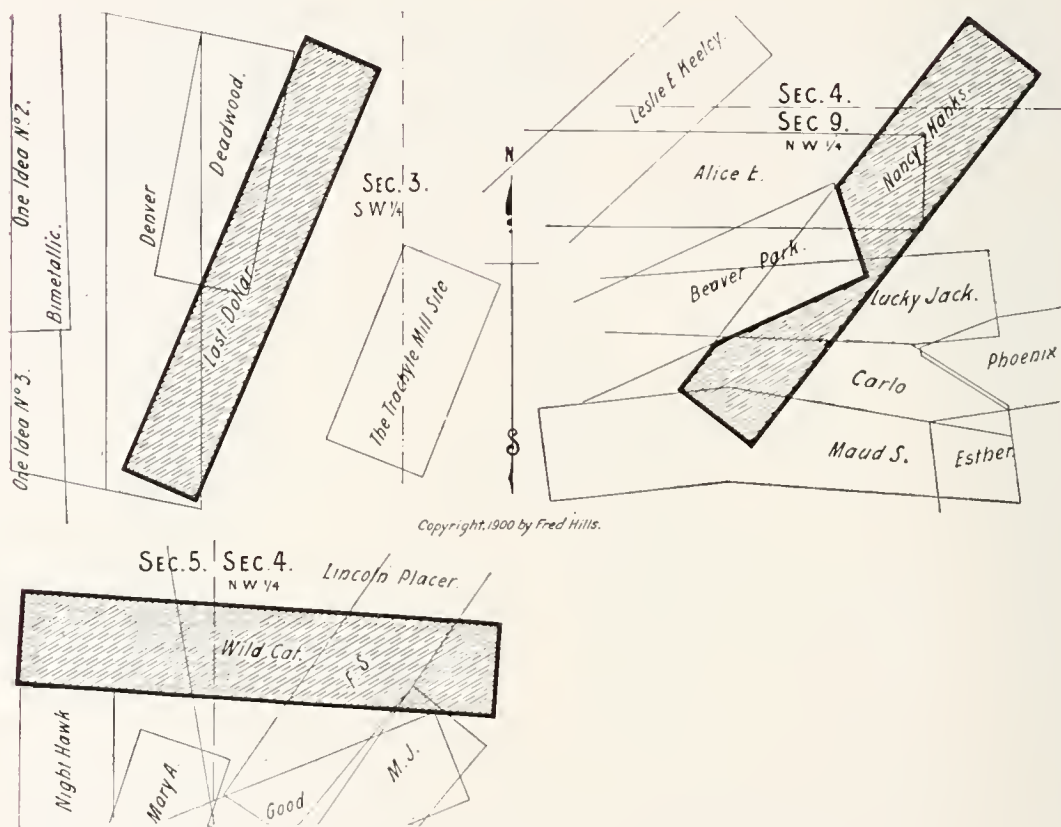 One Idea Nº 2.
Bimetallic.
One Idea Nº 3.
Denver
Deadwood.
Last Dollar.
SEC. 3.
S W 1/4
The Trachyte Mill Site
N
S
Leslie E Keelcy.
SEC. 4.
SEC 9.
N W 1/4
Nancy Hanks.
Alice E.
Beaver Park.
Lucky Jack.
Phoenix
Carlo
Maud S.
Esther.
Copyright, 1900 by Fred Hills.
SEC. 5. SEC. 4.
N W 1/4
Lincoln Placer.
Wild Cat.
F S
Night Hawk
Mary A.
Good
M. J.